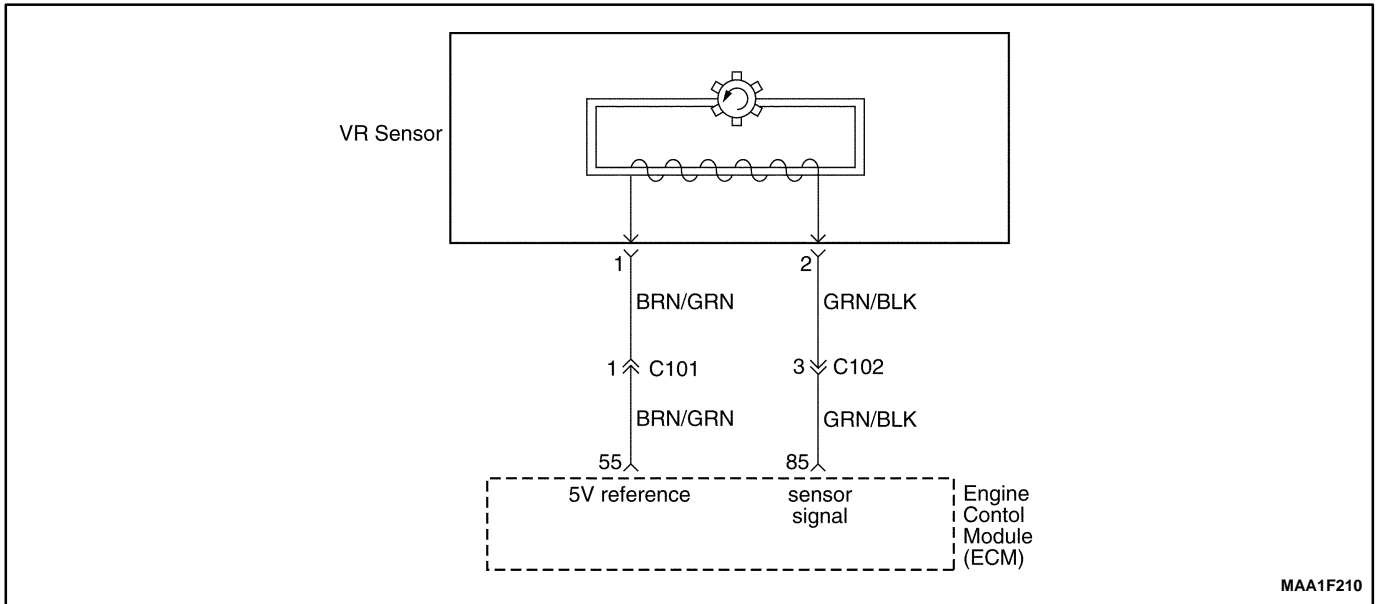 VR Sensor
1
2
BRN/GRN
GRN/BLK
1
C101
3
C102
BRN/GRN
GRN/BLK
55
85
5V reference
sensor
signal
Engine
Contol
Module
(ECM)
MAA1F210